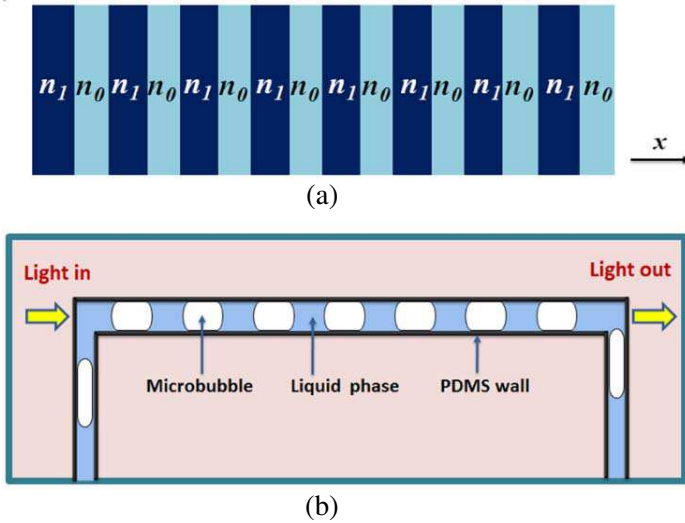 n₁ n₀ n₁ n₀ n₁ n₀ n₁ n₀ n₁ n₀ n₁ n₀ n₁ n₀ n₁ n₀
x
(a)
Light in
Light out
Microbubble
Liquid phase
PDMS wall
(b)